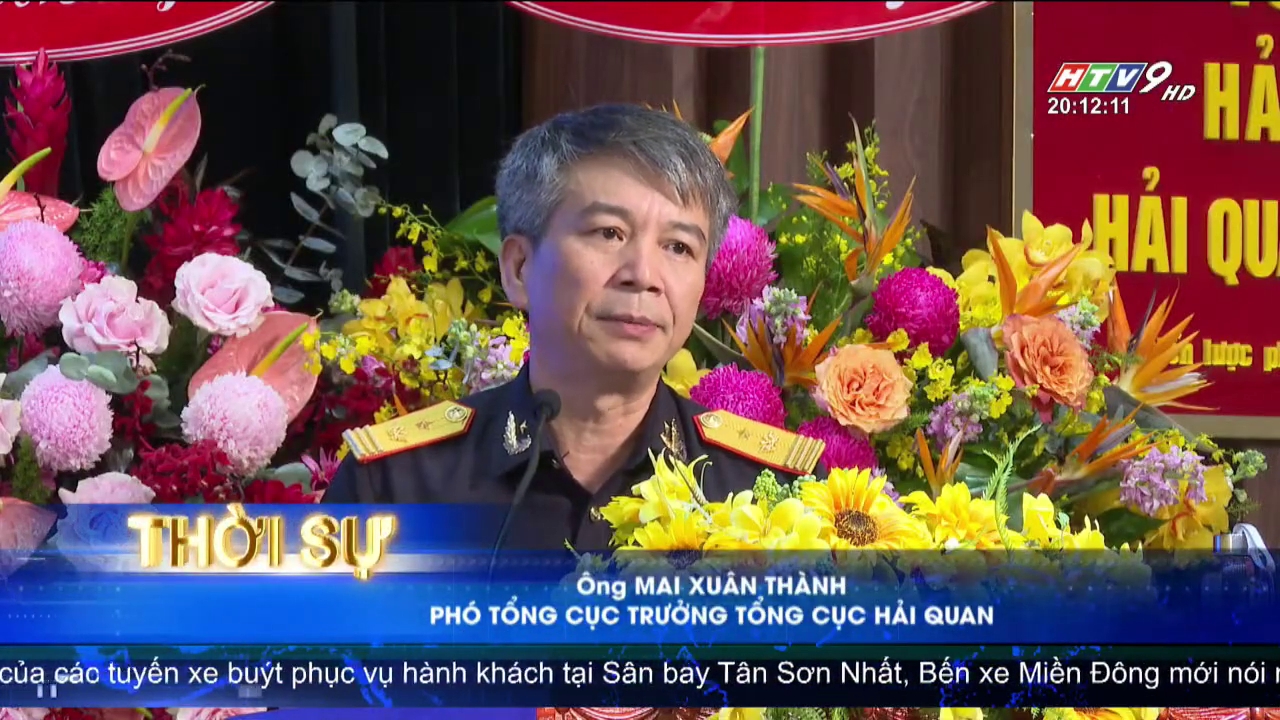 HTV9 HD
20:12:11
HẢ
HẢI QU
lược
THỜI SỰ
Ông MAI XUÂN THÀNH
PHÓ TỔNG CỤC TRƯỞNG TỔNG CỤC HẢI QUAN
của các tuyến xe buýt phục vụ hành khách tại Sân bay Tân Sơn Nhất, Bến xe Miền Đông mới nói